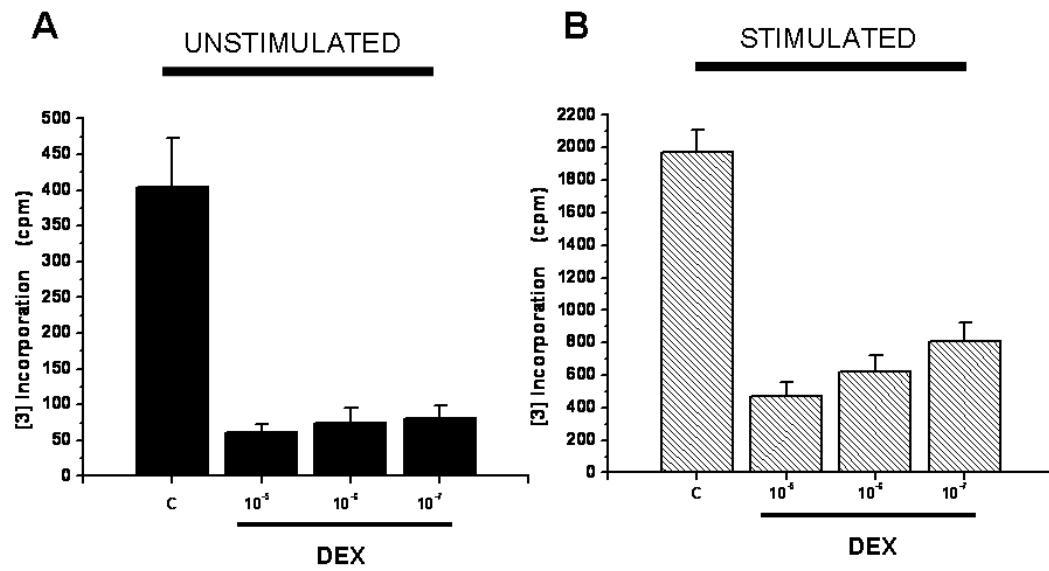 A
UNSTIMULATED
500
450
400
350
300
250
200
150
100
50
0
[3] Incorporation (cpm)
C
10⁻⁵
10⁻⁶
10⁻⁷
DEX
B
STIMULATED
2200
2000
1800
1600
1400
1200
1000
800
600
400
200
0
[3] Incorporation (cpm)
C
10⁻⁵
10⁻⁶
10⁻⁷
DEX